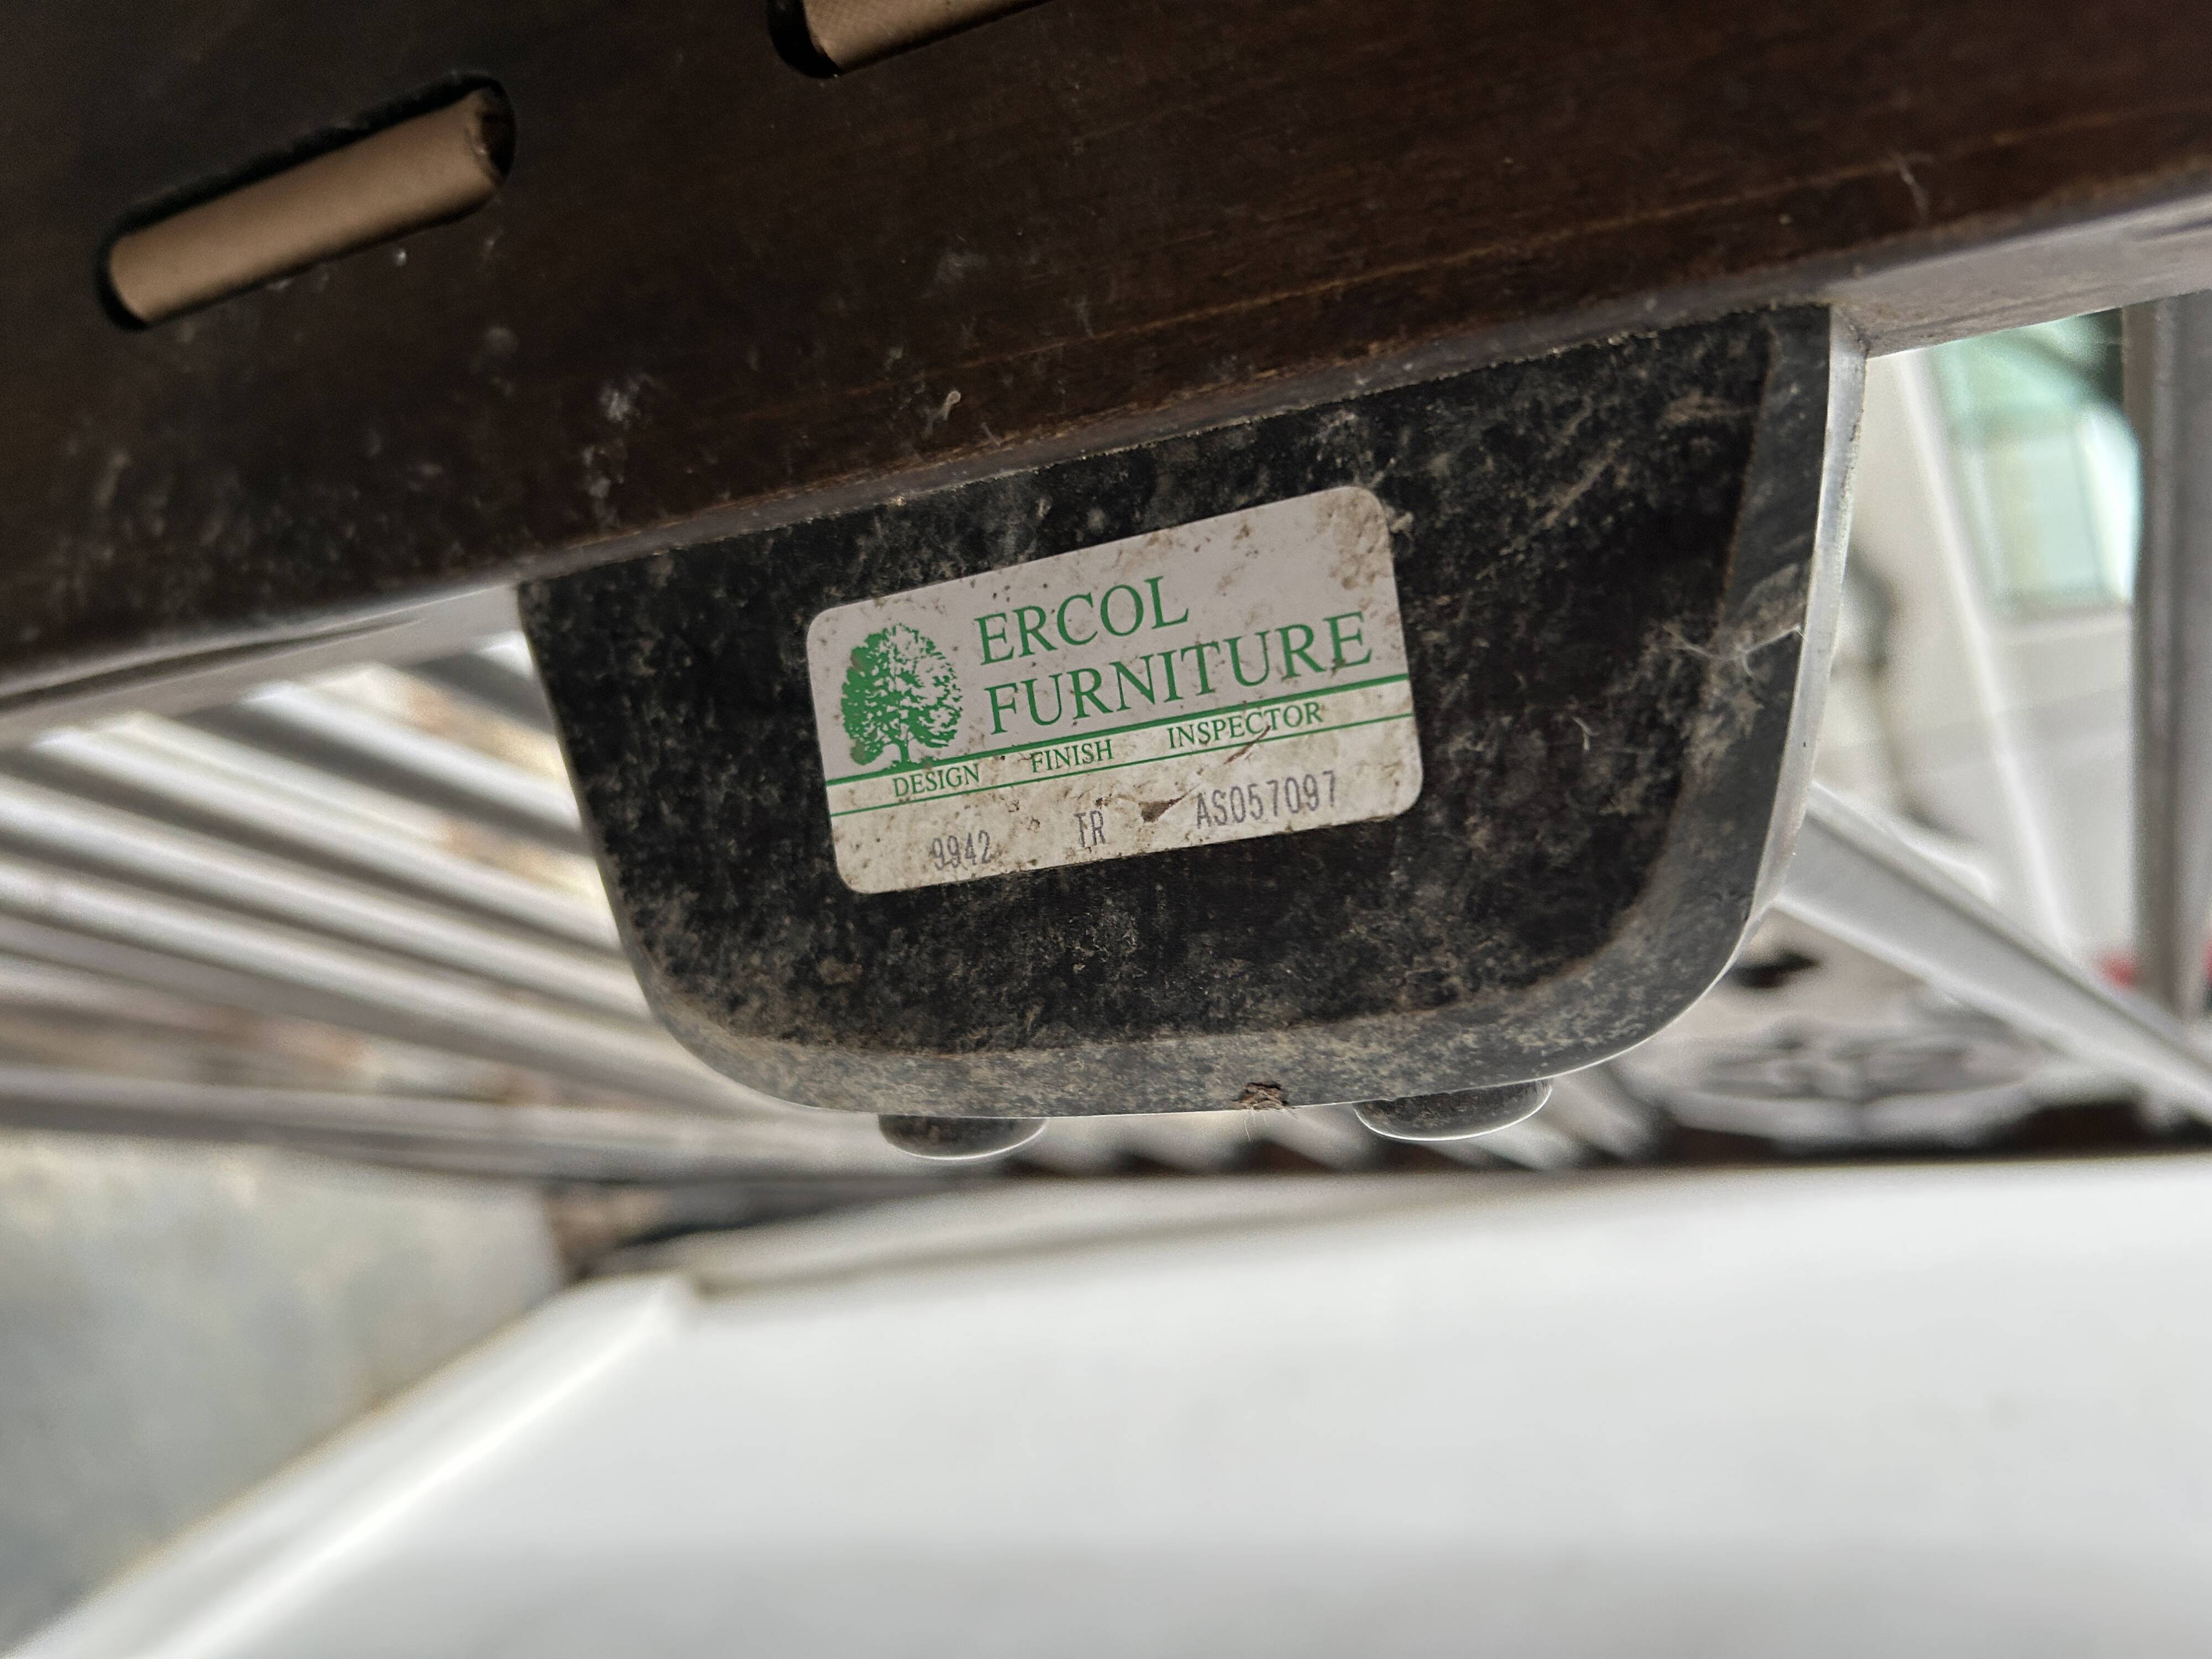 ERCOL
FURNITURE
DESIGN FINISH INSPECTOR
9942 TR AS057097